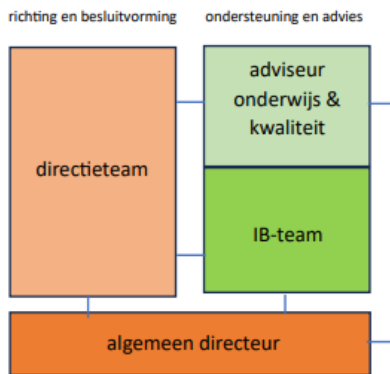 richting en besluitvorming
ondersteuning en advies
directieteam
adviseur
onderwijs &
kwaliteit
IB-team
algemeen directeur